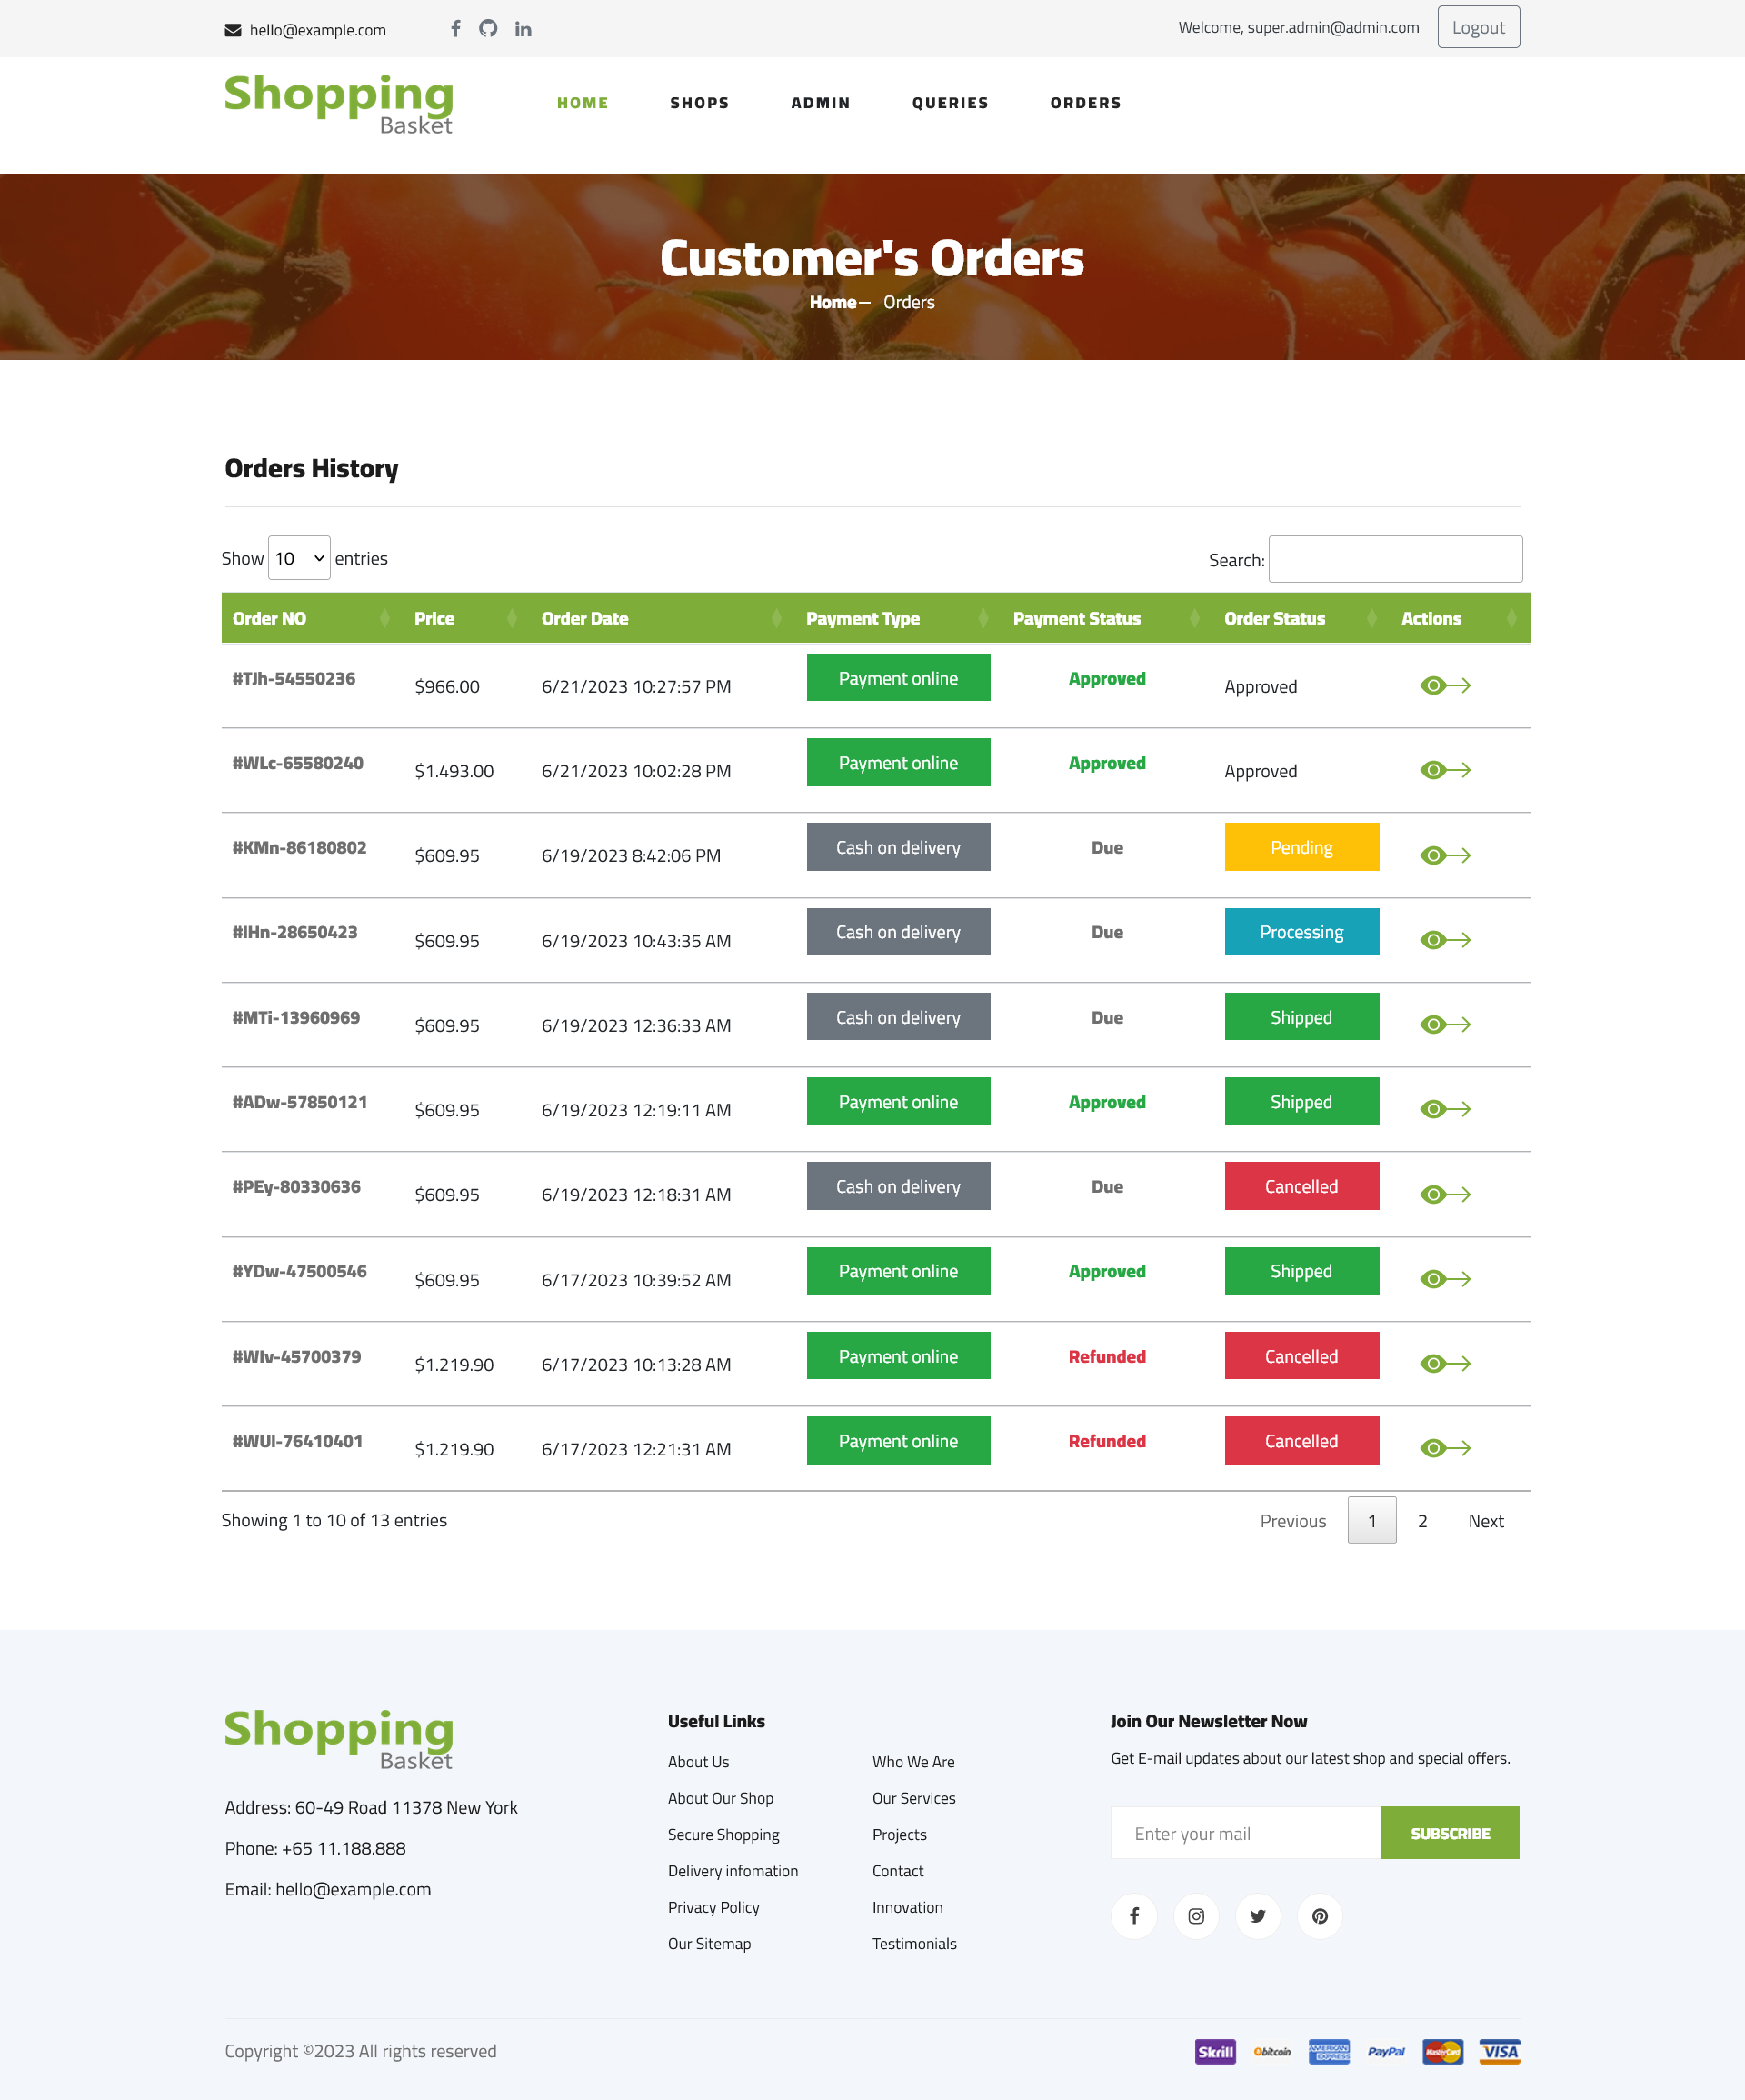 hello@example.com
Welcome, super.admin@admin.com Logout
Shopping
Basket
HOME SHOPS ADMIN QUERIES ORDERS
Customer's Orders
Home – Orders
Orders History
Show 10 entries
Search:
Order NO Price Order Date Payment Type Payment Status Order Status Actions
#TJh-54550236 $966.00 6/21/2023 10:27:57 PM Payment online Approved Approved
#WLc-65580240 $1.493.00 6/21/2023 10:02:28 PM Payment online Approved Approved
#KMn-86180802 $609.95 6/19/2023 8:42:06 PM Cash on delivery Due Pending
#IHn-28650423 $609.95 6/19/2023 10:43:35 AM Cash on delivery Due Processing
#MTi-13960969 $609.95 6/19/2023 12:36:33 AM Cash on delivery Due Shipped
#ADw-57850121 $609.95 6/19/2023 12:19:11 AM Payment online Approved Shipped
#PEy-80330636 $609.95 6/19/2023 12:18:31 AM Cash on delivery Due Cancelled
#YDw-47500546 $609.95 6/17/2023 10:39:52 AM Payment online Approved Shipped
#WIv-45700379 $1.219.90 6/17/2023 10:13:28 AM Payment online Refunded Cancelled
#WUl-76410401 $1.219.90 6/17/2023 12:21:31 AM Payment online Refunded Cancelled
Showing 1 to 10 of 13 entries
Previous 1 2 Next
Shopping
Basket
Address: 60-49 Road 11378 New York
Phone: +65 11.188.888
Email: hello@example.com
Useful Links
About Us
About Our Shop
Secure Shopping
Delivery infomation
Privacy Policy
Our Sitemap
Who We Are
Our Services
Projects
Contact
Innovation
Testimonials
Join Our Newsletter Now
Get E-mail updates about our latest shop and special offers.
Enter your mail SUBSCRIBE
Copyright ©2023 All rights reserved
Skrill bitcoin AMERICAN EXPRESS PayPal MasterCard VISA